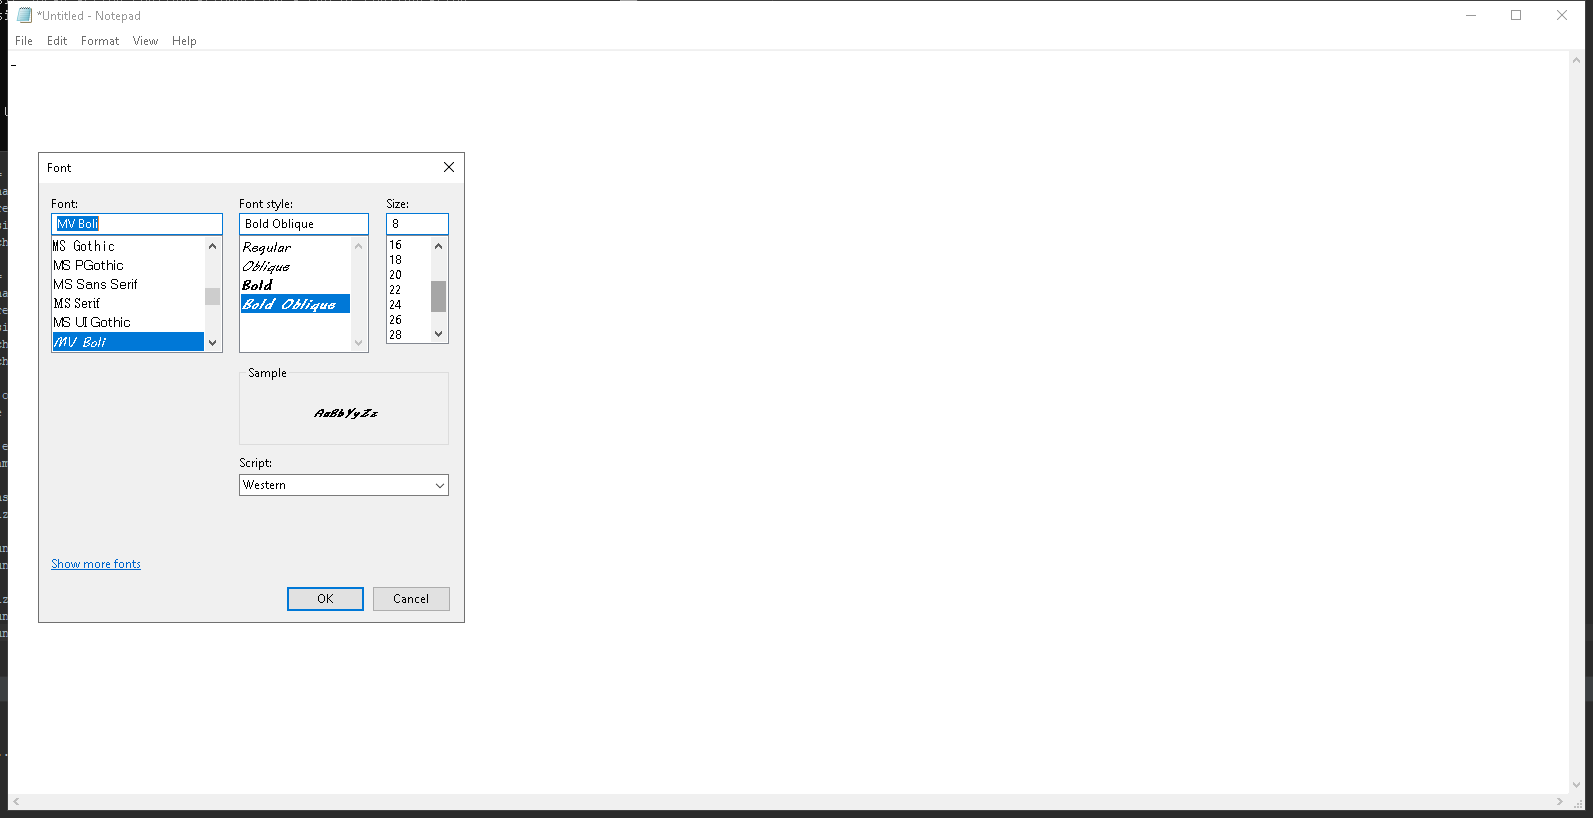 *Untitled - Notepad
File Edit Format View Help
-
Font
Font: Font style: Size:
MV Boli Bold Oblique 8
MS Gothic
MS PGothic
MS Sans Serif
MS Serif
MS UI Gothic
MV Boli
Regular
Oblique
Bold
Bold Oblique
16
18
20
22
24
26
28
Sample
AaBbYyZz
Script:
Western
Show more fonts
OK Cancel